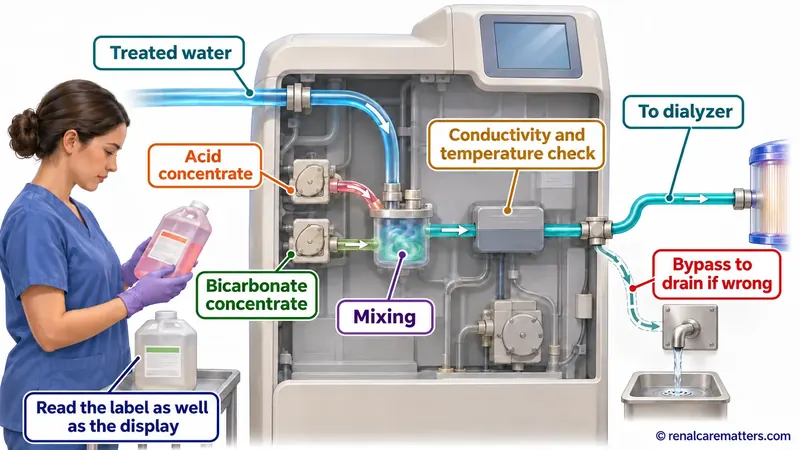 Treated water
To dialyzer
Conductivity and
temperature check
Acid
concentrate
Bicarbonate
concentrate
Mixing
Bypass to
drain if wrong
Read the label as well
as the display
© renalcarematters.com